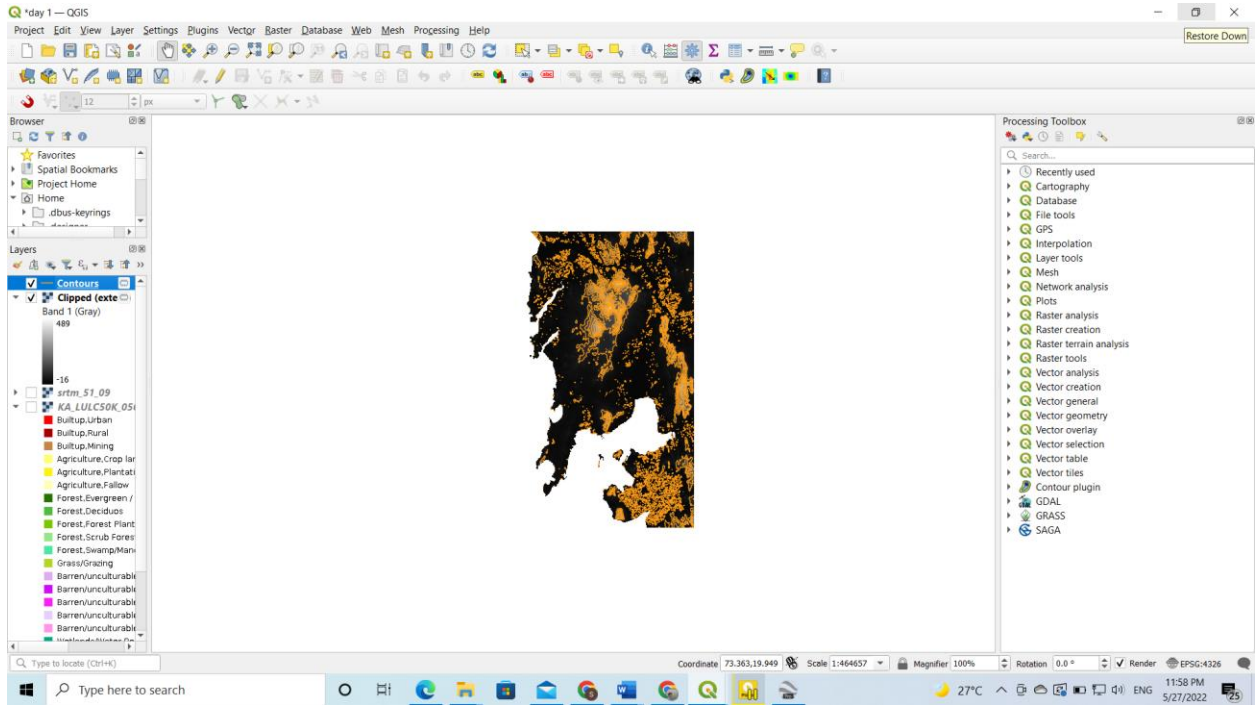 *day 1 — QGIS
Project Edit View Layer Settings Plugins Vector Raster Database Web Mesh Processing Help
Restore Down
12 px
Browser
Favorites
Spatial Bookmarks
Project Home
Home
.dbus-keyrings
.designer
Layers
Contours
Clipped (exte
Band 1 (Gray)
489
-16
srtm_51_09
KA_LULC50K_05
Builtup,Urban
Builtup,Rural
Builtup,Mining
Agriculture,Crop lan
Agriculture,Plantati
Agriculture,Fallow
Forest,Evergreen /
Forest,Deciduos
Forest,Forest Plant
Forest,Scrub Fores
Forest,Swamp/Man
Grass/Grazing
Barren/unculturable
Barren/unculturable
Barren/unculturable
Barren/unculturable
Barren/unculturable
Processing Toolbox
Search...
Recently used
Cartography
Database
File tools
GPS
Interpolation
Layer tools
Mesh
Network analysis
Plots
Raster analysis
Raster creation
Raster terrain analysis
Raster tools
Vector analysis
Vector creation
Vector general
Vector geometry
Vector overlay
Vector selection
Vector table
Vector tiles
Contour plugin
GDAL
GRASS
SAGA
Type to locate (Ctrl+K) Coordinate 73.363,19.949 Scale 1:464657 Magnifier 100% Rotation 0.0 ° Render EPSG:4326
Type here to search 27°C ENG 11:58 PM
5/27/2022 25